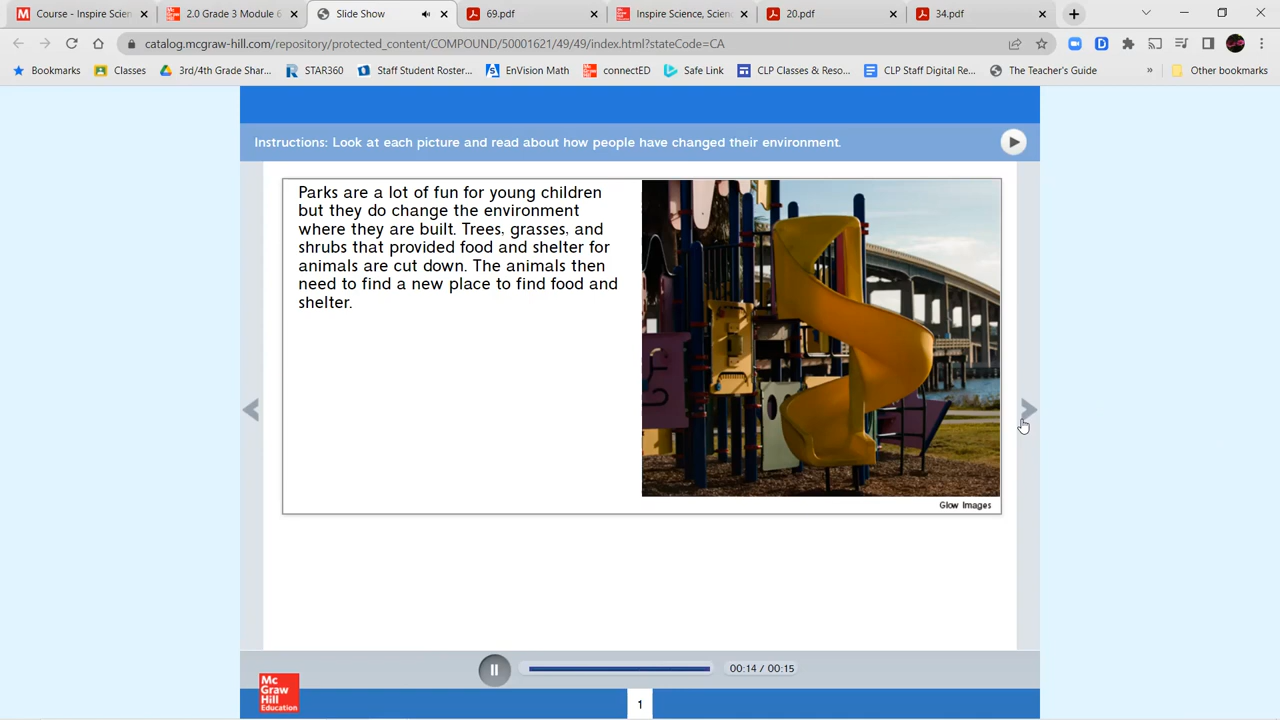 Course - Inspire Scien
2.0 Grade 3 Module 6
Slide Show
69.pdf
Inspire Science, Scienc
20.pdf
34.pdf
catalog.mcgraw-hill.com/repository/protected_content/COMPOUND/50001621/49/49/index.html?stateCode=CA
Bookmarks
Classes
3rd/4th Grade Shar...
STAR360
Staff Student Roster...
EnVision Math
connectED
Safe Link
CLP Classes & Reso...
CLP Staff Digital Re...
The Teacher's Guide
»
Other bookmarks
Instructions: Look at each picture and read about how people have changed their environment.
Parks are a lot of fun for young children
but they do change the environment
where they are built. Trees, grasses, and
shrubs that provided food and shelter for
animals are cut down. The animals then
need to find a new place to find food and
shelter.
Glow Images
00:14 / 00:15
Mc
Graw
Hill
Education
1